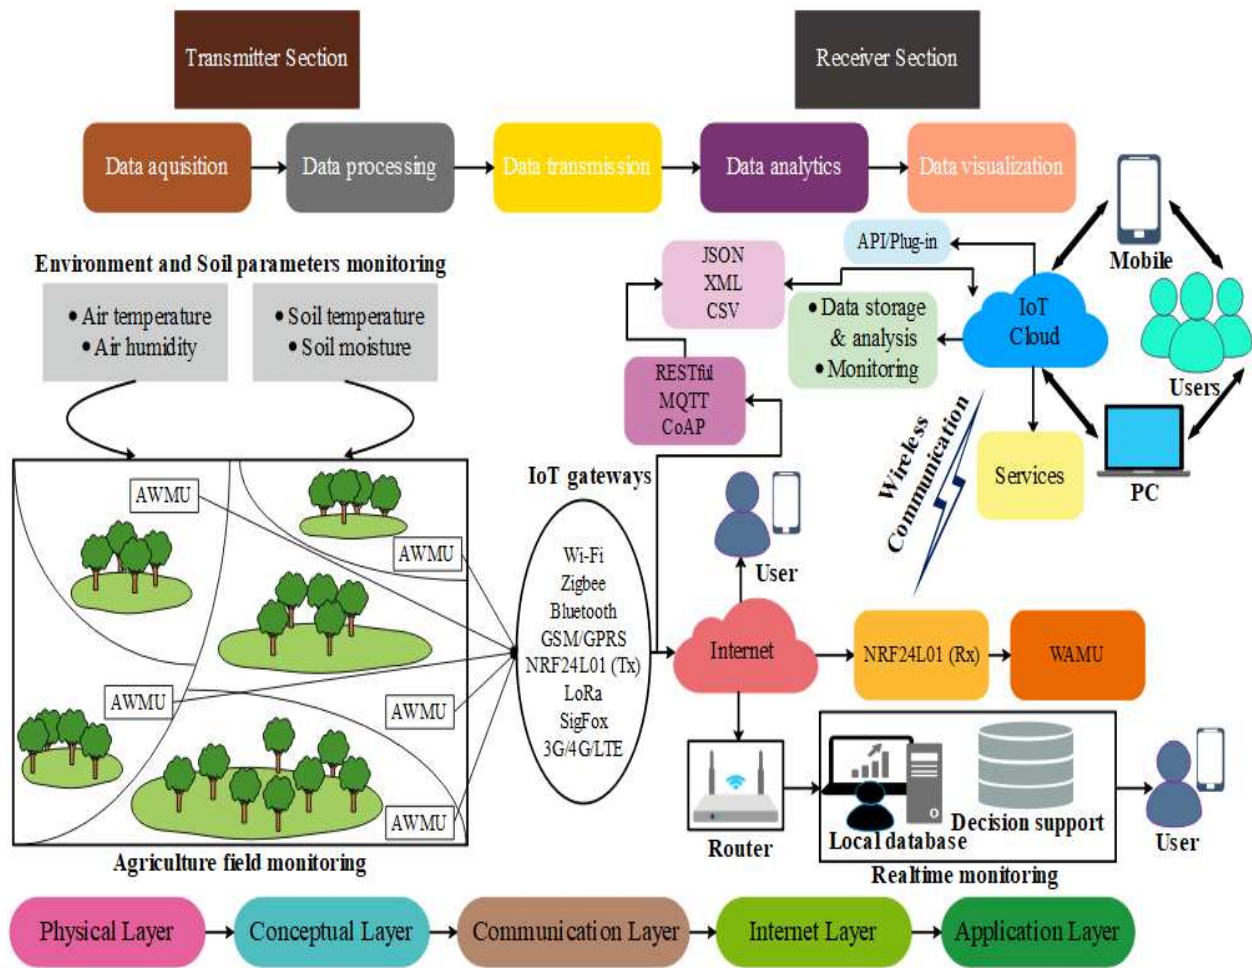 Transmitter Section
Receiver Section
Data aquisition
Data processing
Data transmission
Data analytics
Data visualization
Environment and Soil parameters monitoring
• Air temperature
• Air humidity
• Soil temperature
• Soil moisture
JSON
XML
CSV
API/Plug-in
• Data storage
& analysis
• Monitoring
IoT
Cloud
Mobile
Users
PC
Services
RESTful
MQTT
CoAP
Wireless
Communication
IoT gateways
Wi-Fi
Zigbee
Bluetooth
GSM/GPRS
NRF24L01 (Tx)
LoRa
SigFox
3G/4G/LTE
AWMU
AWMU
AWMU
AWMU
AWMU
Agriculture field monitoring
User
Internet
NRF24L01 (Rx)
WAMU
Router
Local database
Decision support
Realtime monitoring
User
Physical Layer
Conceptual Layer
Communication Layer
Internet Layer
Application Layer